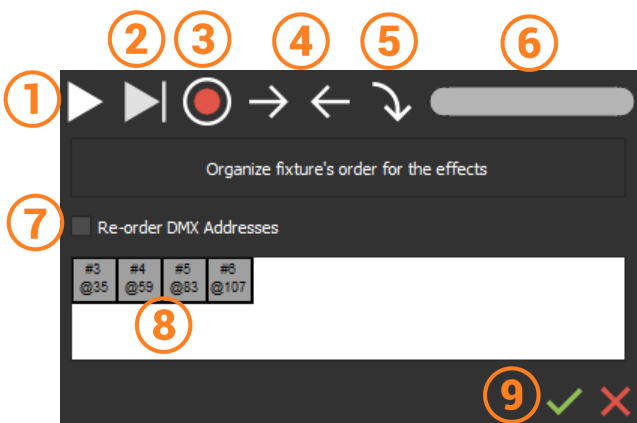 2 3 4 5 6
1
Organize fixture's order for the effects
7 Re-order DMX Addresses
#3 #4 #5 #6
@35 @59 @83 @107
8
9